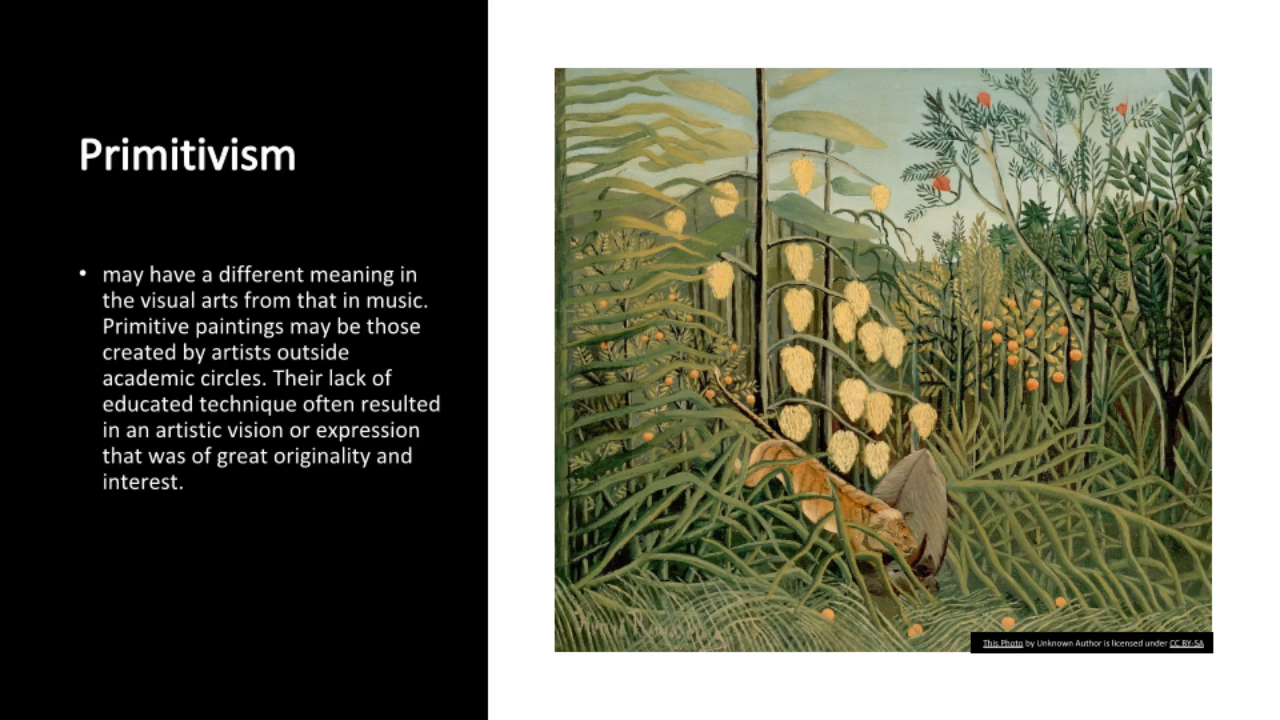 Primitivism
• may have a different meaning in
the visual arts from that in music.
Primitive paintings may be those
created by artists outside
academic circles. Their lack of
educated technique often resulted
in an artistic vision or expression
that was of great originality and
interest.
Henri R
This Photo by Unknown Author is licensed under CC BY-SA